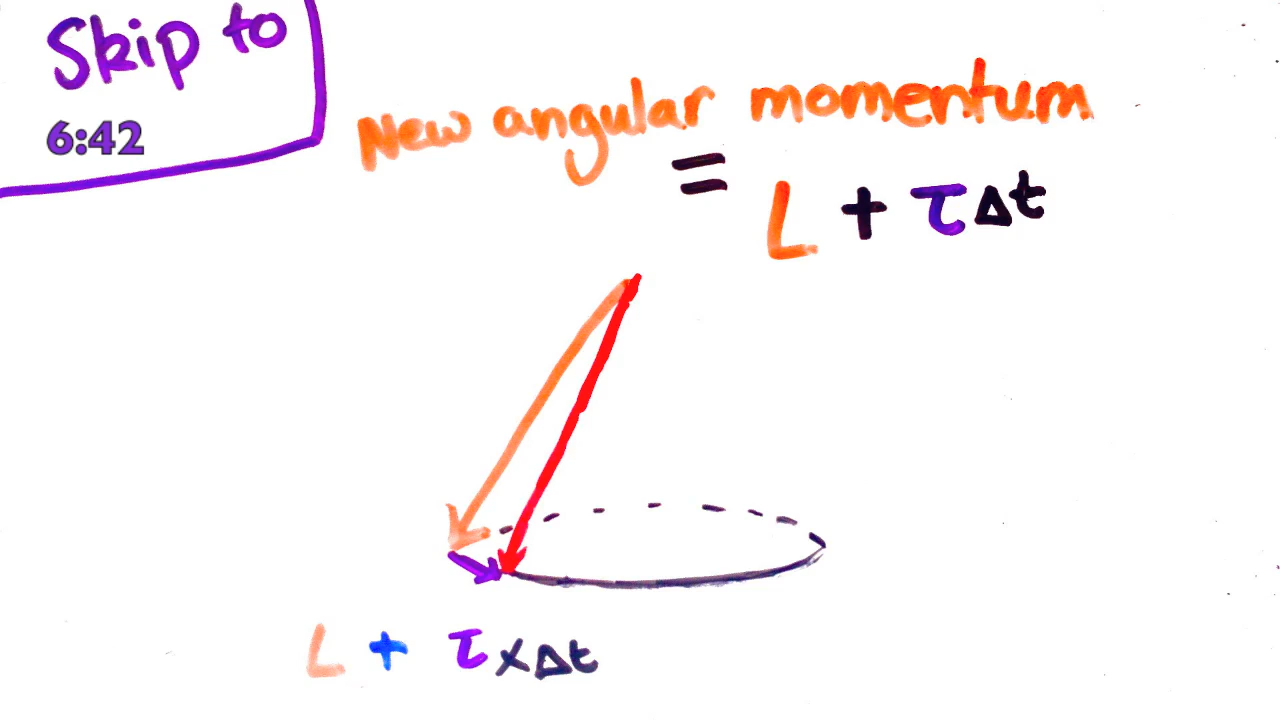 Skip to
6:42
New angular momentum
=
L + τΔt
L + τ×Δt